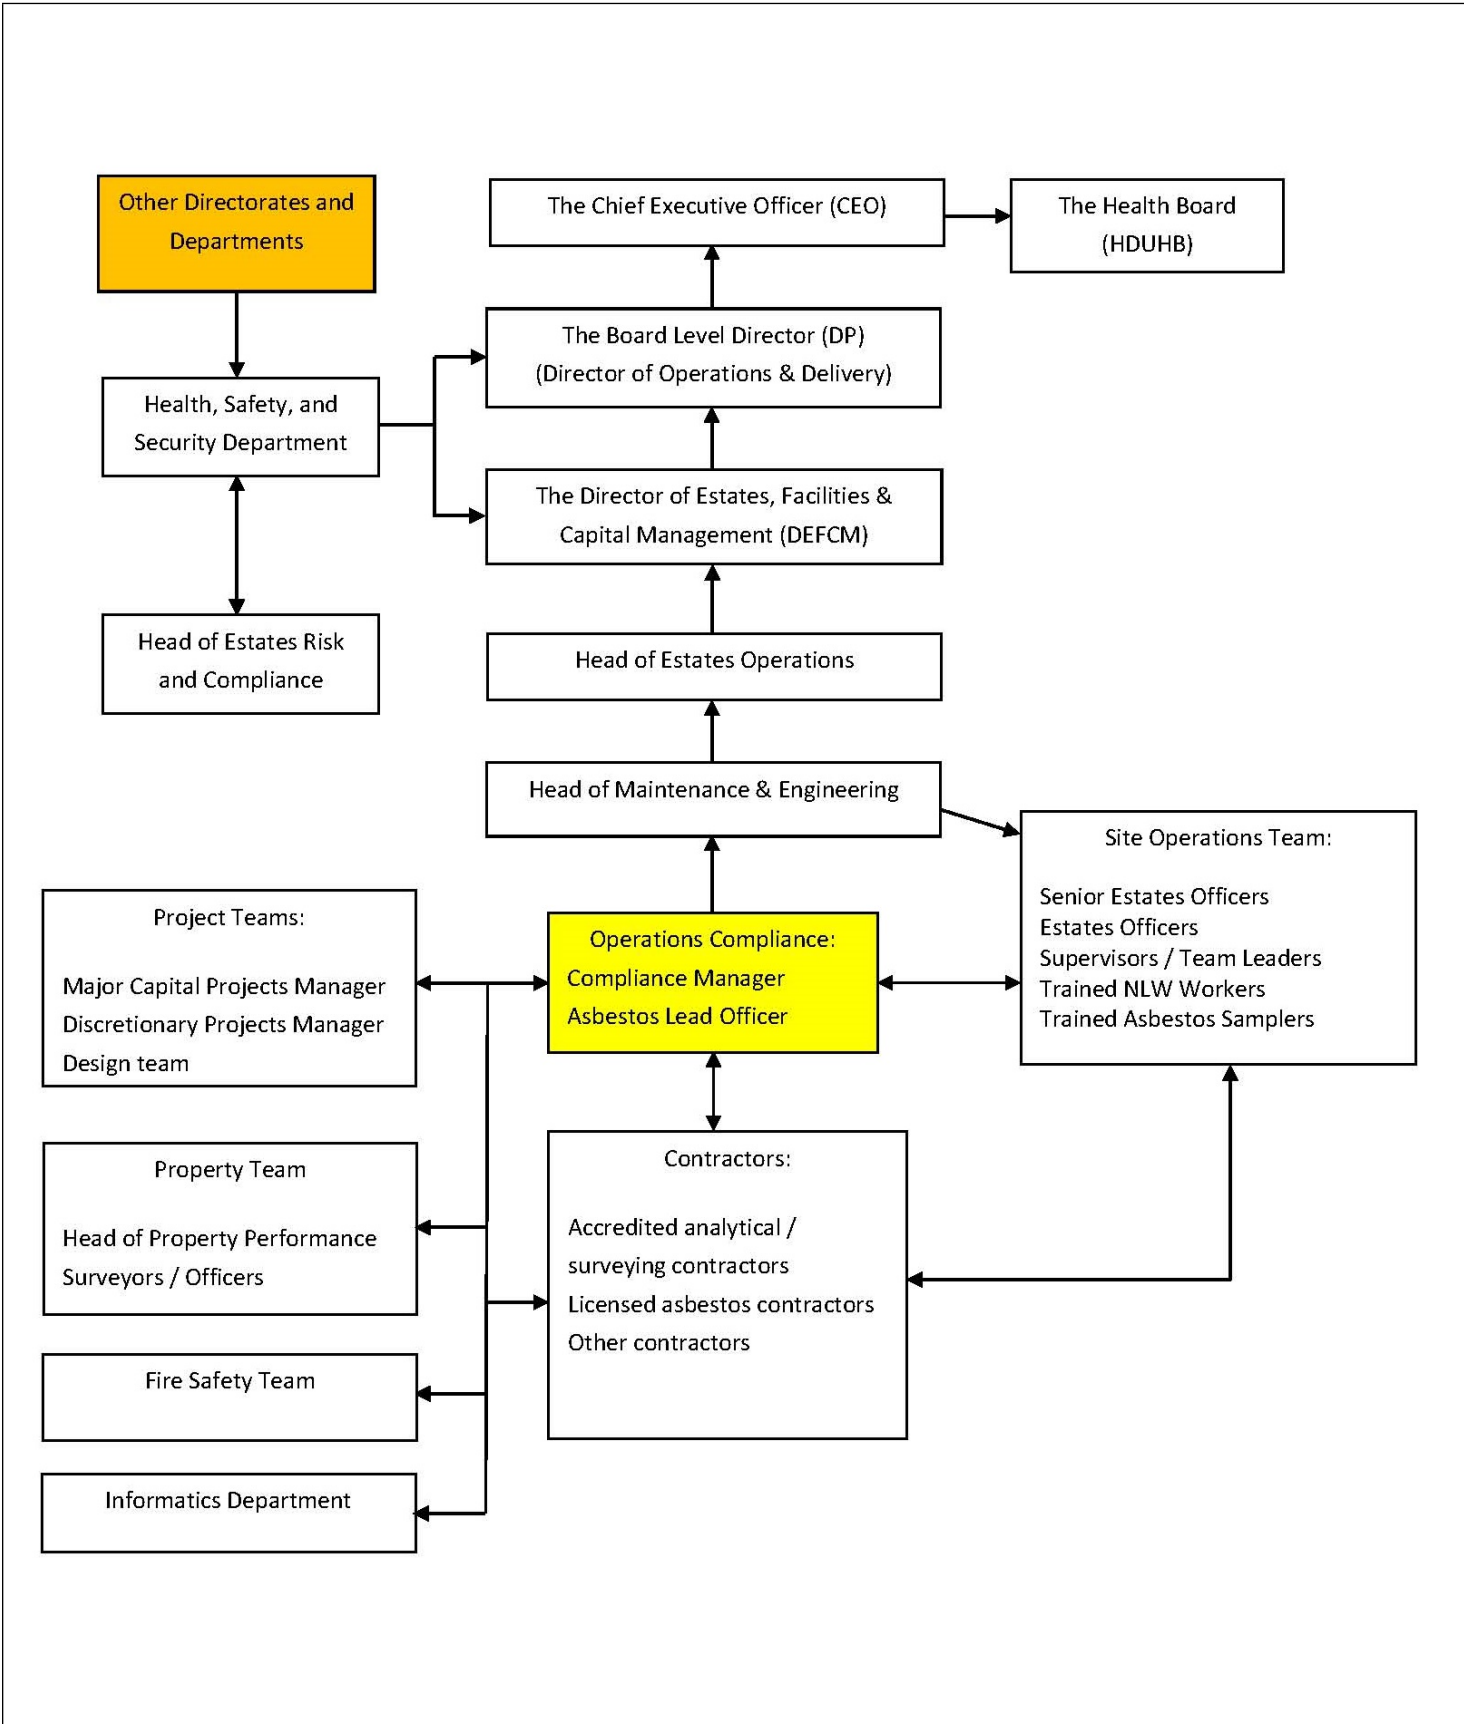 Other Directorates and
Departments
The Chief Executive Officer (CEO)
The Health Board
(HDUHB)
The Board Level Director (DP)
(Director of Operations & Delivery)
Health, Safety, and
Security Department
The Director of Estates, Facilities &
Capital Management (DEFCM)
Head of Estates Risk
and Compliance
Head of Estates Operations
Head of Maintenance & Engineering
Site Operations Team:
Senior Estates Officers
Estates Officers
Supervisors / Team Leaders
Trained NLW Workers
Trained Asbestos Samplers
Project Teams:
Major Capital Projects Manager
Discretionary Projects Manager
Design team
Operations Compliance:
Compliance Manager
Asbestos Lead Officer
Property Team
Head of Property Performance
Surveyors / Officers
Contractors:
Accredited analytical /
surveying contractors
Licensed asbestos contractors
Other contractors
Fire Safety Team
Informatics Department